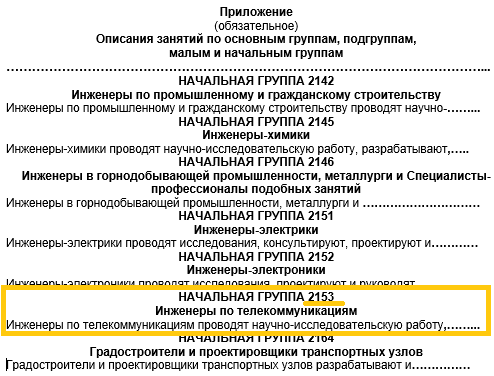 Приложение
(обязательное)
Описания занятий по основным группам, подгруппам,
малым и начальным группам
……………………………………………………………………………………………...
НАЧАЛЬНАЯ ГРУППА 2142
Инженеры по промышленному и гражданскому строительству
Инженеры по промышленному и гражданскому строительству проводят научно-……...
НАЧАЛЬНАЯ ГРУППА 2145
Инженеры-химики
Инженеры-химики проводят научно-исследовательскую работу, разрабатывают,…..
НАЧАЛЬНАЯ ГРУППА 2146
Инженеры в горнодобывающей промышленности, металлурги и Специалисты-
профессионалы подобных занятий
Инженеры в горнодобывающей промышленности, металлурги и …………………………
НАЧАЛЬНАЯ ГРУППА 2151
Инженеры-электрики
Инженеры-электрики проводят исследования, консультируют, проектируют и…………
НАЧАЛЬНАЯ ГРУППА 2152
Инженеры-электроники
Инженеры-электроники проводят исследования, проектируют и руководят
НАЧАЛЬНАЯ ГРУППА 2153
Инженеры по телекоммуникациям
Инженеры по телекоммуникациям проводят научно-исследовательскую работу,……...
НАЧАЛЬНАЯ ГРУППА 2164
Градостроители и проектировщики транспортных узлов
Градостроители и проектировщики транспортных узлов разрабатывают и……………